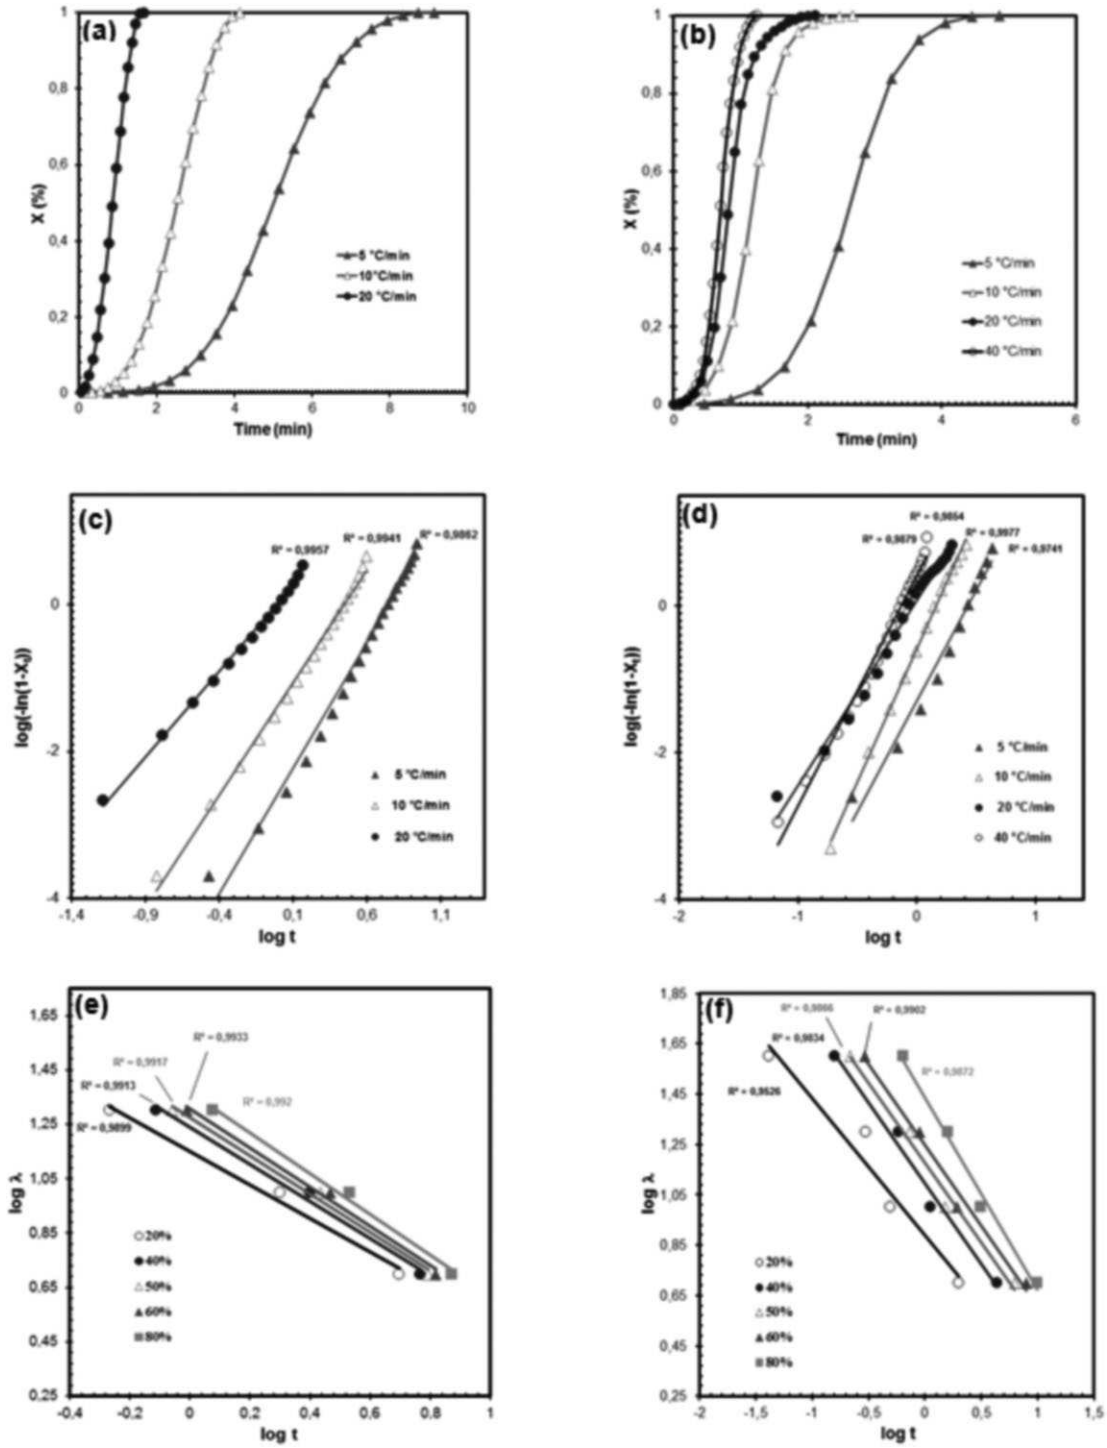 (a)
1
0,8
0,6
0,4
0,2
0
X (%)
5 °C/min
10°C/min
20 °C/min
0 2 4 6 8 10
Time (min)
(b)
1
0,8
0,6
0,4
0,2
0
X (%)
5 °C/min
10 °C/min
20 °C/min
40 °C/min
0 2 4 6
Time (min)
(c)
R² = 0,9957
R² = 0,9941
R² = 0,9882
0
-2
-4
log(-ln(1-Xt))
5 °C/min
10 °C/min
20 °C/min
-1,4 -0,9 -0,4 0,1 0,6 1,1
log t
(d)
R² = 0,9854
R² = 0,9879
R² = 0,9977
R² = 0,9741
0
-2
-4
log(-ln(1-Xt))
5 °C/min
10 °C/min
20 °C/min
40 °C/min
-2 -1 0 1
log t
(e)
1,65
1,45
1,25
1,05
0,85
0,65
0,45
0,25
log λ
R² = 0,9933
R² = 0,9917
R² = 0,9913
R² = 0,992
R² = 0,9899
20%
40%
50%
60%
80%
-0,4 -0,2 0 0,2 0,4 0,6 0,8 1
log t
(f)
1,85
1,65
1,45
1,25
1,05
0,85
0,65
0,45
0,25
log λ
R² = 0,9866
R² = 0,9902
R² = 0,9834
R² = 0,9872
R² = 0,9526
20%
40%
50%
60%
80%
-2 -1,5 -1 -0,5 0 0,5 1 1,5
log t